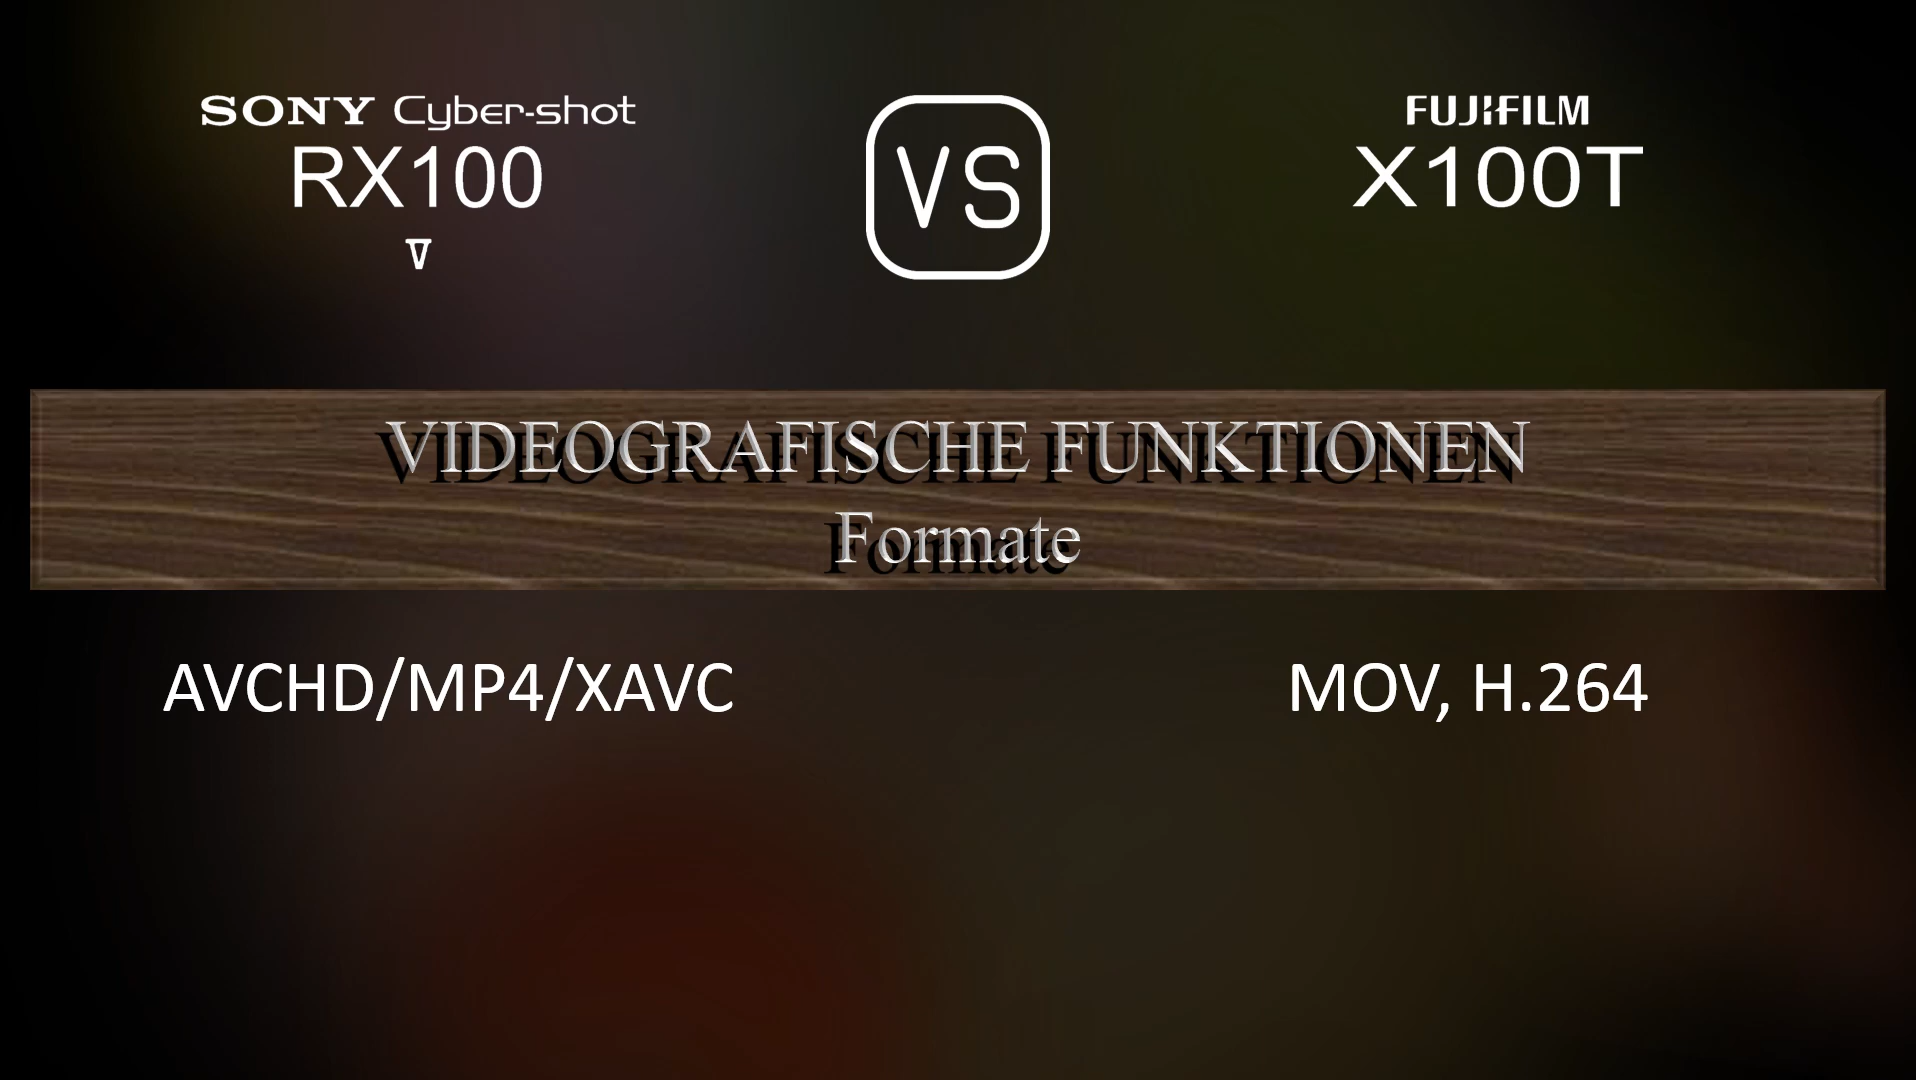 SONY Cyber-shot
RX100
V
VS
FUJIFILM
X100T
VIDEOGRAFISCHE FUNKTIONEN
Formate
AVCHD/MP4/XAVC
MOV, H.264